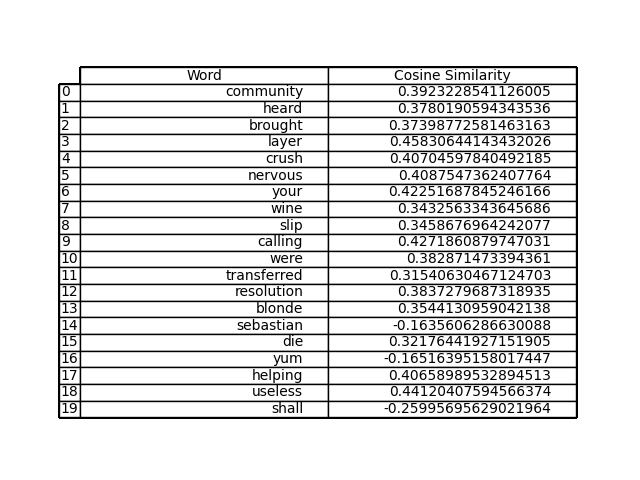 Word Cosine Similarity
0 community 0.3923228541126005
1 heard 0.3780190594343536
2 brought 0.37398772581463163
3 layer 0.45830644143432026
4 crush 0.40704597840492185
5 nervous 0.4087547362407764
6 your 0.42251687845246166
7 wine 0.3432563343645686
8 slip 0.3458676964242077
9 calling 0.4271860879747031
10 were 0.382871473394361
11 transferred 0.31540630467124703
12 resolution 0.3837279687318935
13 blonde 0.3544130959042138
14 sebastian -0.1635606286630088
15 die 0.32176441927151905
16 yum -0.16516395158017447
17 helping 0.40658989532894513
18 useless 0.44120407594566374
19 shall -0.25995695629021964